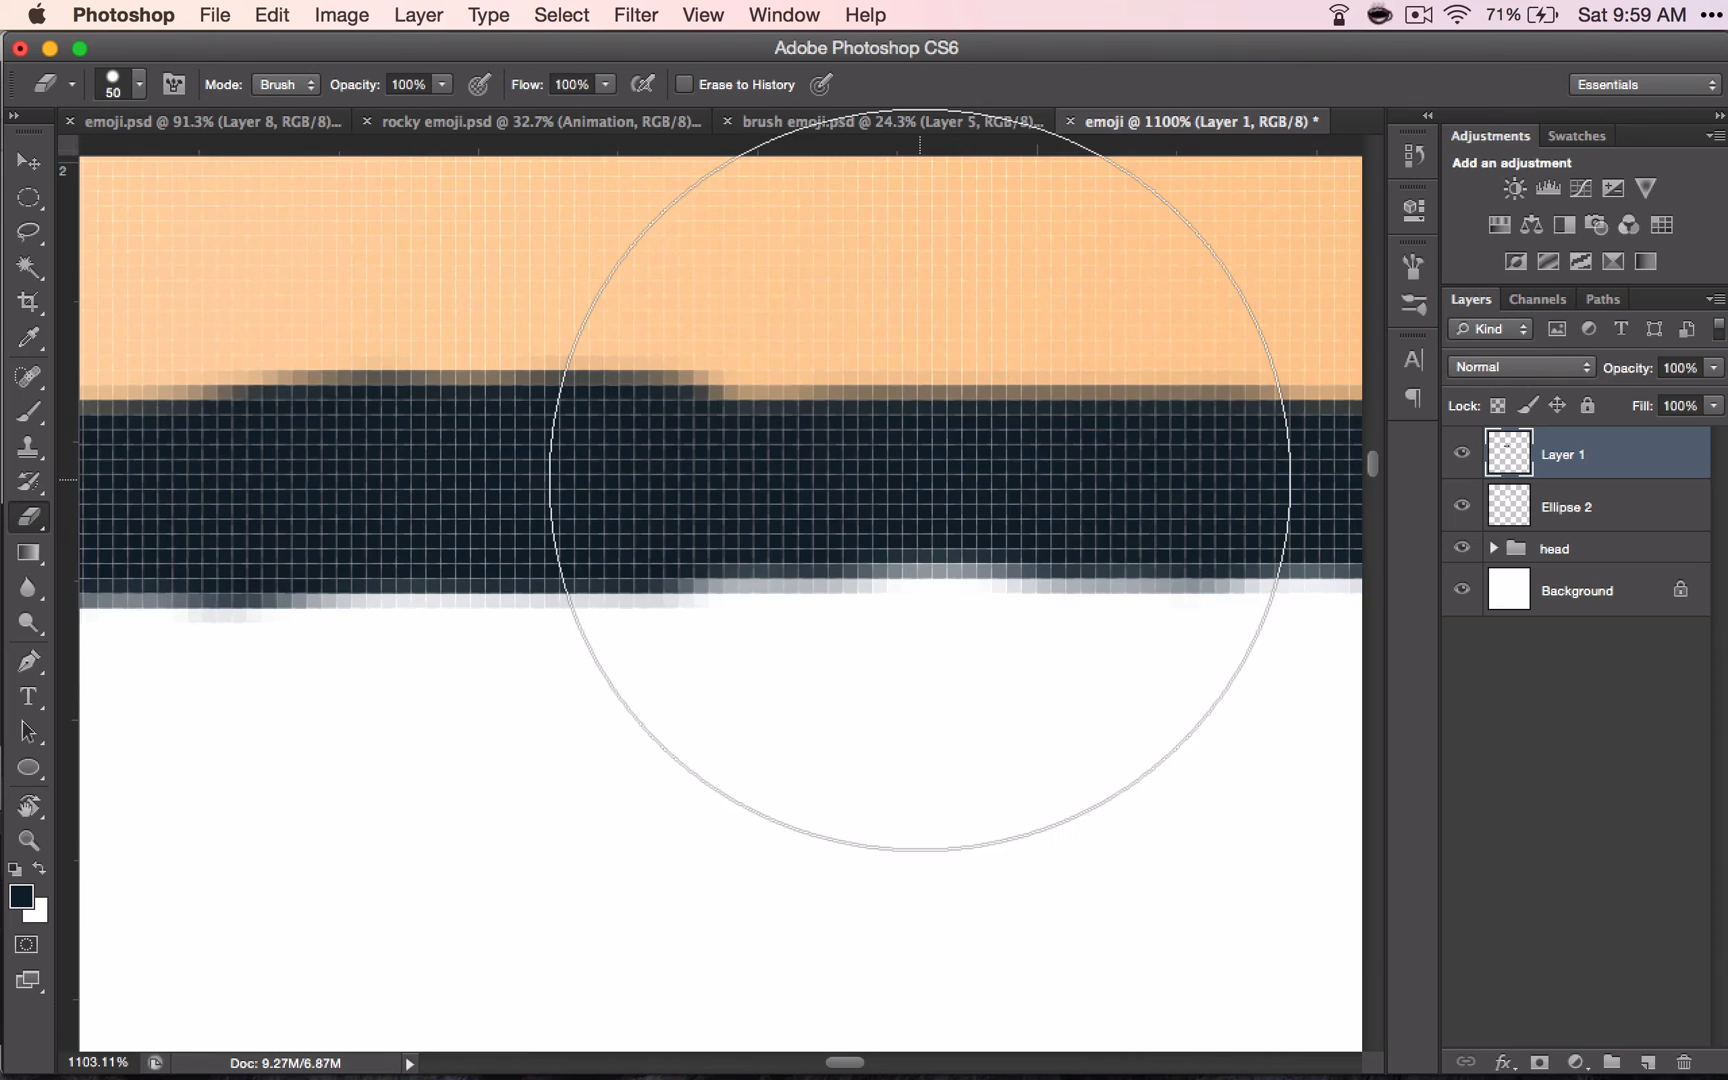 Photoshop File Edit Image Layer Type Select Filter View Window Help 71% Sat 9:59 AM
Adobe Photoshop CS6
50 Mode: Brush Opacity: 100% Flow: 100% Erase to History Essentials
× emoji.psd @ 91.3% (Layer 8, RGB/8)... × rocky emoji.psd @ 32.7% (Animation, RGB/8)... × brush emoji.psd @ 24.3% (Layer 5, RGB/8)... × emoji @ 1100% (Layer 1, RGB/8) *
Adjustments Swatches
Add an adjustment
2
Layers Channels Paths
Kind
Normal Opacity: 100%
Lock: Fill: 100%
Layer 1
Ellipse 2
head
Background
1103.11% Doc: 9.27M/6.87M